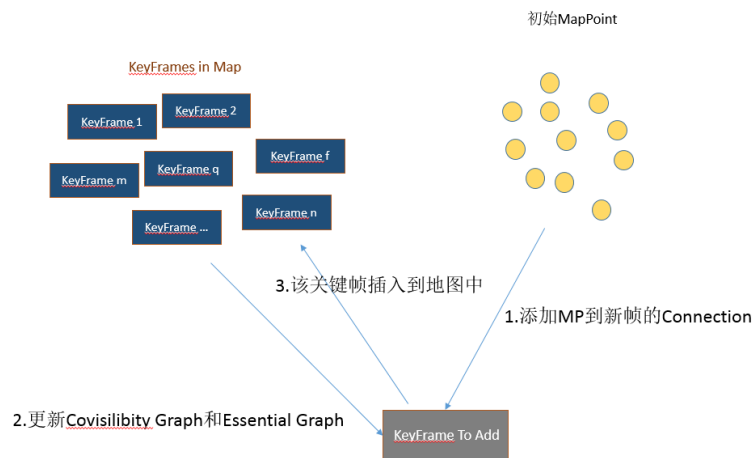 初始MapPoint
KeyFrames in Map
KeyFrame 1
KeyFrame 2
KeyFrame f
KeyFrame q
KeyFrame m
KeyFrame n
KeyFrame ...
3.该关键帧插入到地图中
1.添加MP到新帧的Connection
2.更新Covisilibity Graph和Essential Graph
KeyFrame To Add